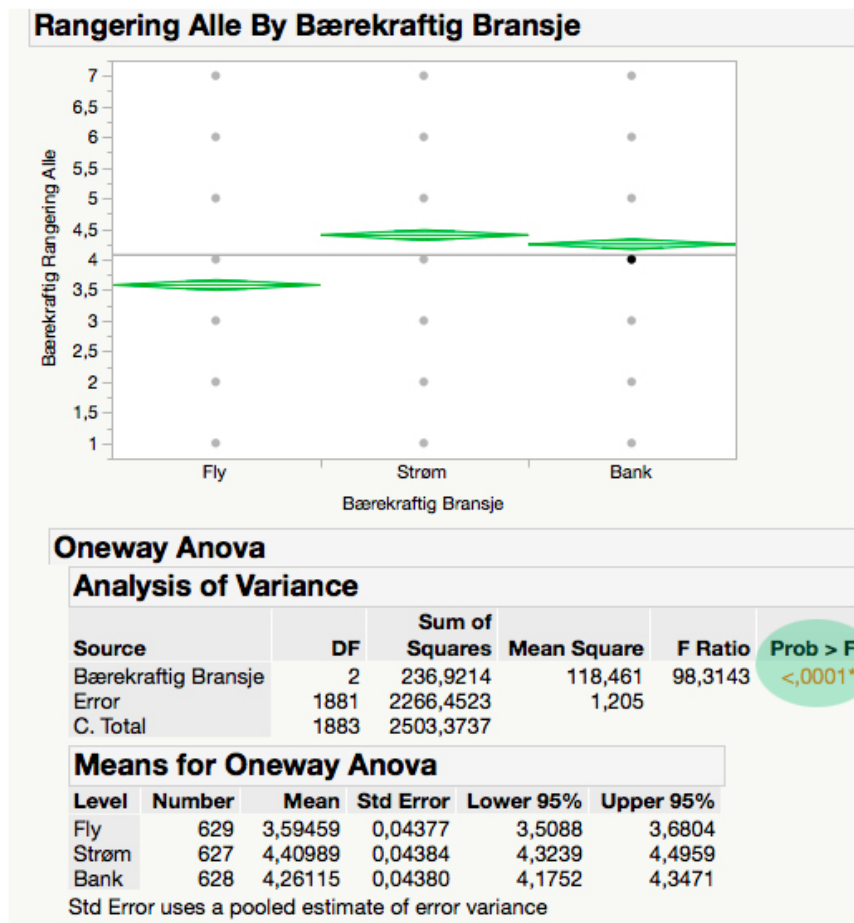 Rangering Alle By Bærekraftig Bransje
Bærekraftig Rangering Alle
7
6,5
6
5,5
5
4,5
4
3,5
3
2,5
2
1,5
1
Fly Strøm Bank
Bærekraftig Bransje
Oneway Anova
Analysis of Variance
Sum of
Source DF Squares Mean Square F Ratio Prob > F
Bærekraftig Bransje 2 236,9214 118,461 98,3143 <,0001*
Error 1881 2266,4523 1,205
C. Total 1883 2503,3737
Means for Oneway Anova
Level Number Mean Std Error Lower 95% Upper 95%
Fly 629 3,59459 0,04377 3,5088 3,6804
Strøm 627 4,40989 0,04384 4,3239 4,4959
Bank 628 4,26115 0,04380 4,1752 4,3471
Std Error uses a pooled estimate of error variance